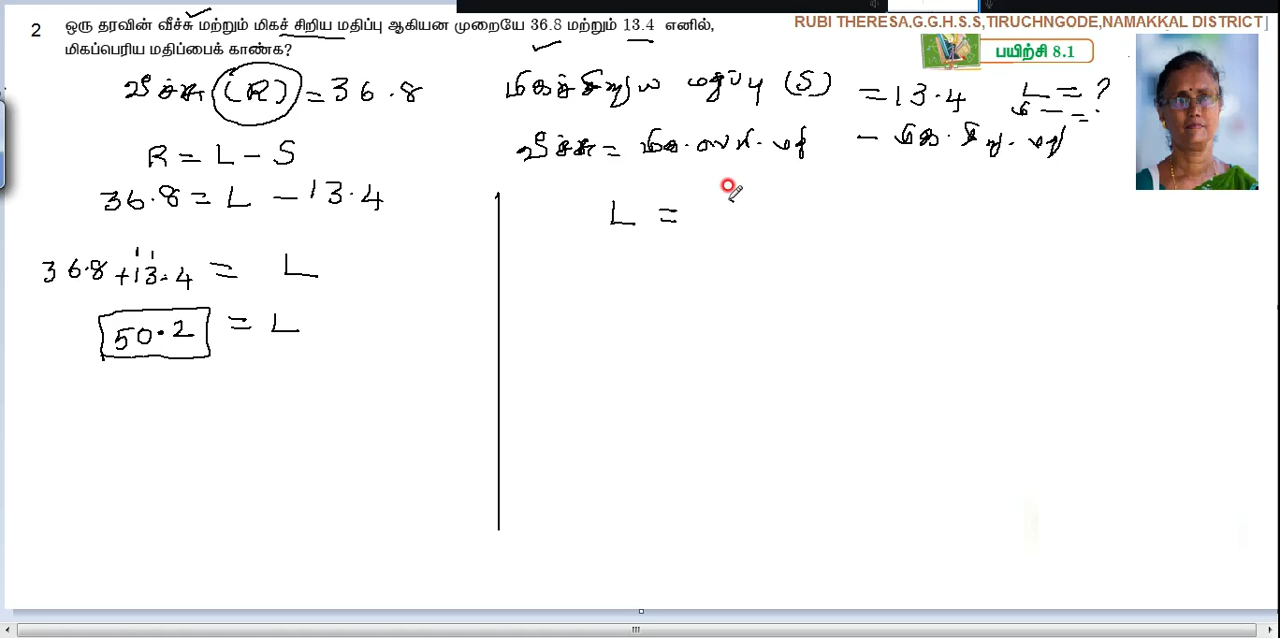 RUBI THERESA,G.G.H.S.S,TIRUCHNGODE,NAMAKKAL DISTRICT
2 ஒரு தரவின் வீச்சு மற்றும் மிகச் சிறிய மதிப்பு ஆகியன முறையே 36.8 மற்றும் 13.4 எனில்,
மிகப்பெரிய மதிப்பைக் காண்க?
பயிற்சி 8.1
வீச்சு (R) = 36.8
மிகச்சிறிய மதிப்பு (S) = 13.4 L = ?
R = L - S
வீச்சு = மிக.பெரி.மதி - மிக.சிறி.மதி
36.8 = L - 13.4
L =
36.8 + 13.4 = L
50.2 = L